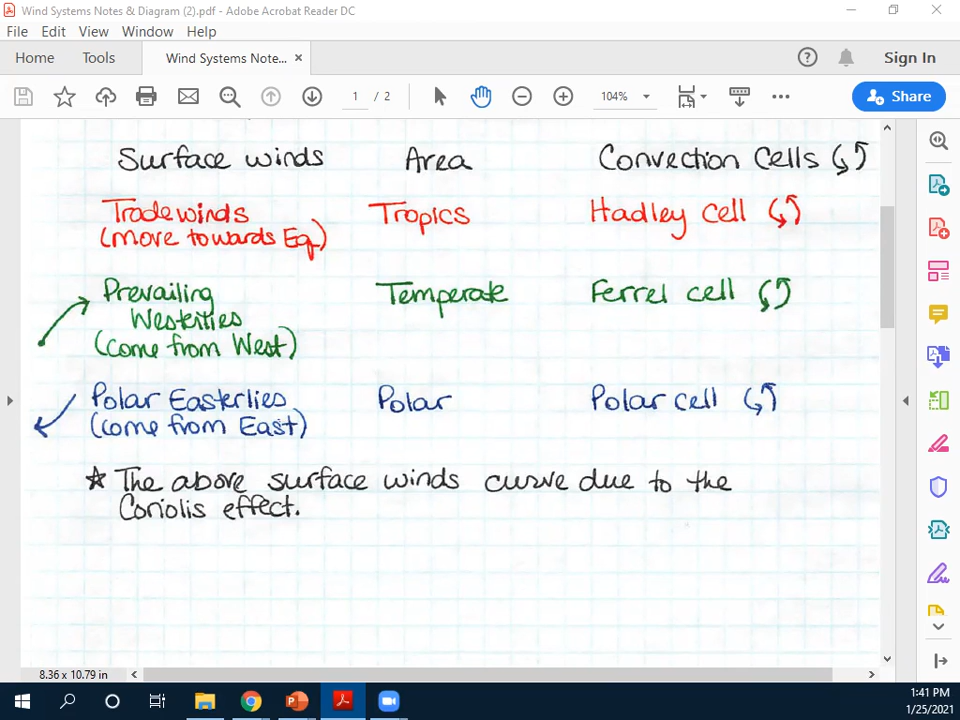 Wind Systems Notes & Diagram (2).pdf - Adobe Acrobat Reader DC
File Edit View Window Help
Home Tools Wind Systems Note... × Sign In
1 / 2 104% Share
Surface winds Area Convection Cells
Trade winds Tropics Hadley Cell
(move towards Eq)
Prevailing Temperate Ferrel cell
Westerlies
(come from West)
Polar Easterlies Polar Polar cell
(come from East)
☆ The above surface winds curve due to the
Coriolis effect.
8.36 x 10.79 in
1:41 PM
1/25/2021